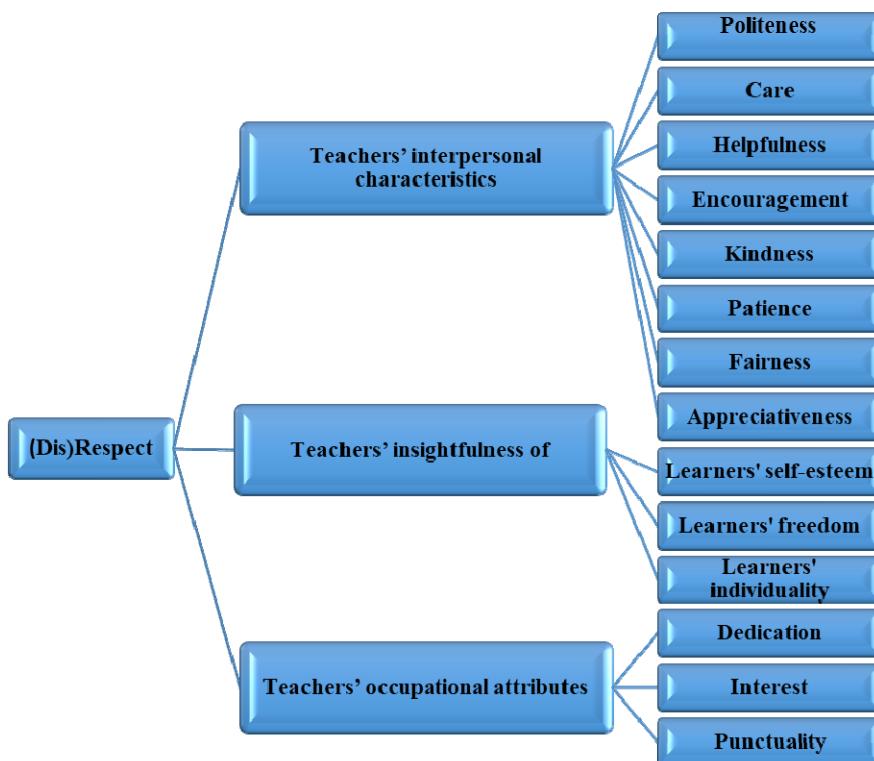 Politeness
Care
Teachers’ interpersonal
characteristics
Helpfulness
Encouragement
Kindness
Patience
Fairness
Appreciativeness
(Dis)Respect
Teachers’ insightfulness of
Learners' self-esteem
Learners' freedom
Learners'
individuality
Dedication
Teachers’ occupational attributes
Interest
Punctuality